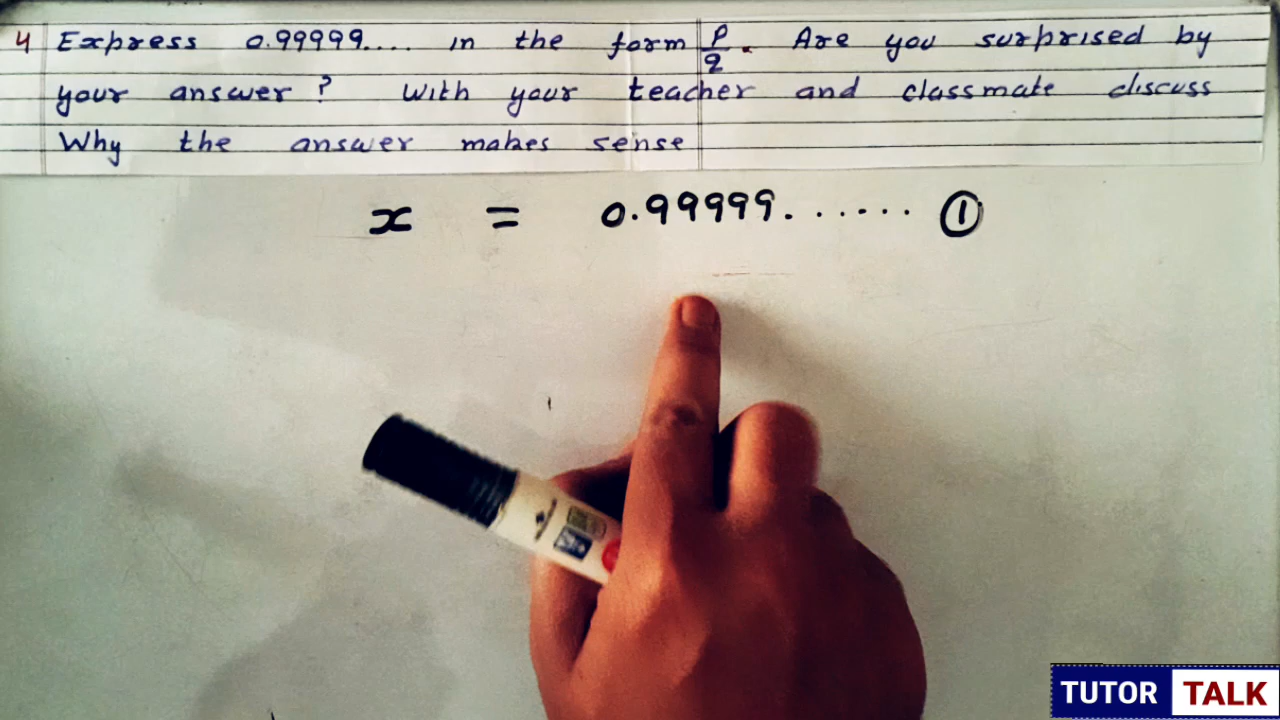 4 Express 0.99999.... in the form p/q. Are you surprised by
your answer? With your teacher and classmate discuss
Why the answer makes sense
x = 0.99999....... ①
TUTOR TALK